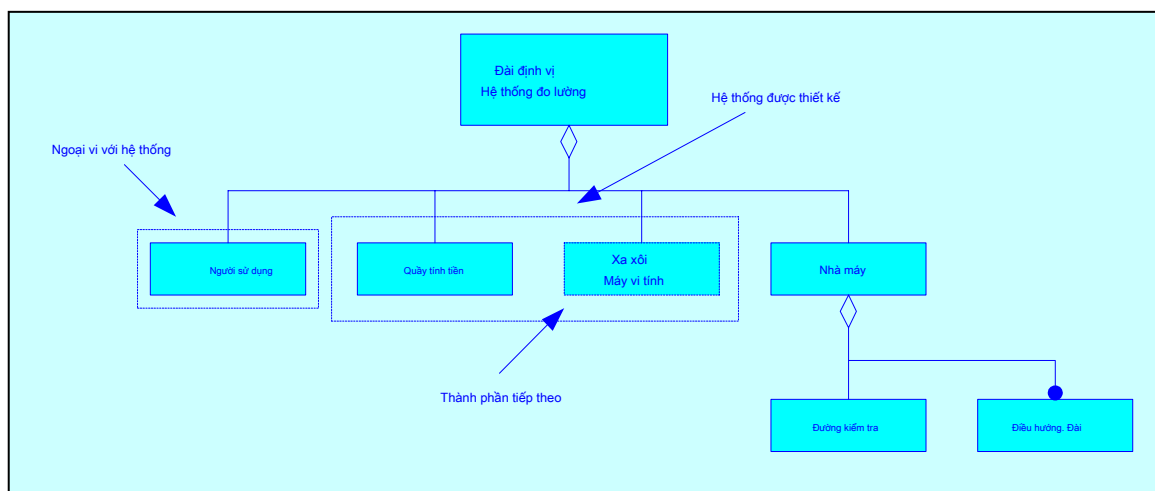 Đài định vị
Hệ thống đo lường
Hệ thống được thiết kế
Ngoại vi với hệ thống
Người sử dụng
Quầy tính tiền
Xa xôi
Máy vi tính
Nhà máy
Thành phần tiếp theo
Đường kiểm tra
Điều hướng. Đài